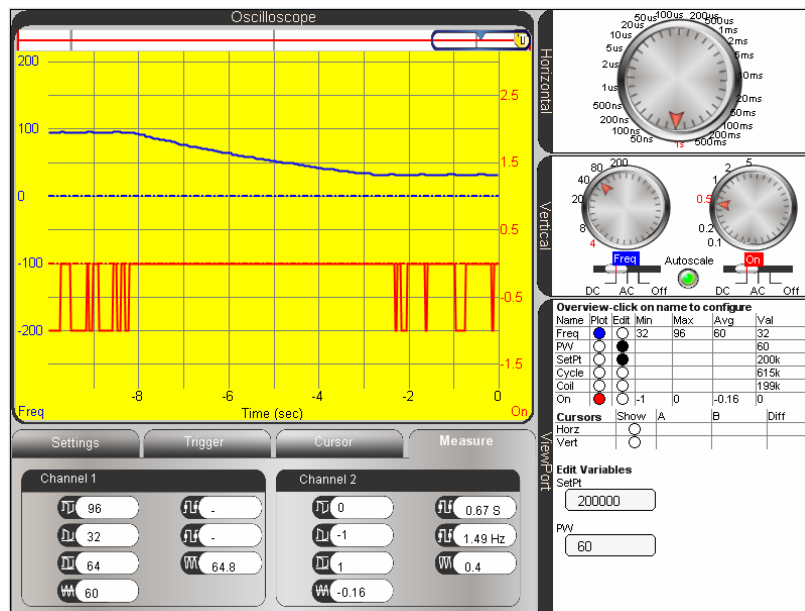 Oscilloscope
U
200
100
0
-100
-200
2.5
1.5
0.5
-0.5
-1.5
Freq
-8
-6
-4
-2
0
Time (sec)
On
Horizontal
20us
50us
100us
200us
500us
1ms
2ms
5ms
10us
5us
2us
1us
500ns
200ns
100ns
50ns
10ms
20ms
50ms
100ms
200ms
500ms
1s
Vertical
200
80
40
20
8
4
5
2
1
0.5
0.2
0.1
Freq
Autoscale
On
DC AC Off
DC AC Off
ViewPort
Overview-click on name to configure
Name Plot Edit Min Max Avg Val
Freq 32 96 60 32
PW 60
SetPt 200k
Cycle 615k
Coil 199k
On -1 0 -0.16 0
Cursors Show A B Diff
Horz
Vert
Edit Variables
SetPt
200000
PW
60
Settings
Trigger
Cursor
Measure
Channel 1
96
-
32
-
64
64.8
60
Channel 2
0
0.67 S
-1
1.49 Hz
1
0.4
-0.16